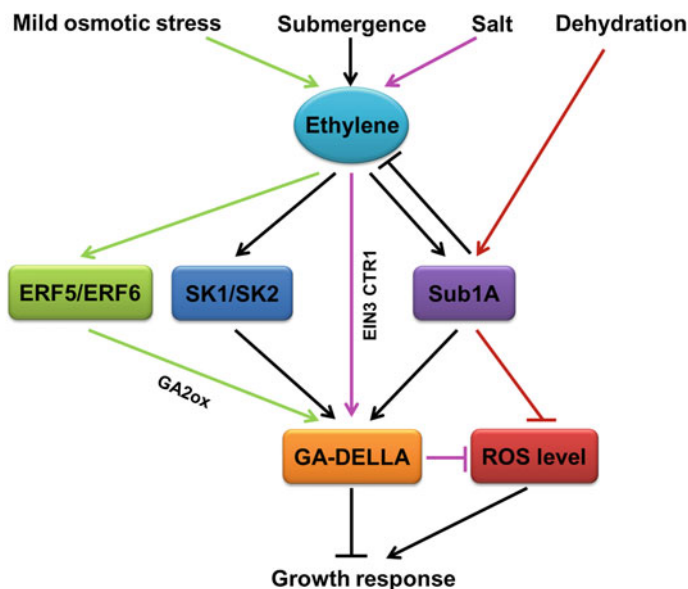 Mild osmotic stress
Submergence
Salt
Dehydration
Ethylene
ERF5/ERF6
SK1/SK2
EIN3 CTR1
Sub1A
GA2ox
GA-DELLA
ROS level
Growth response